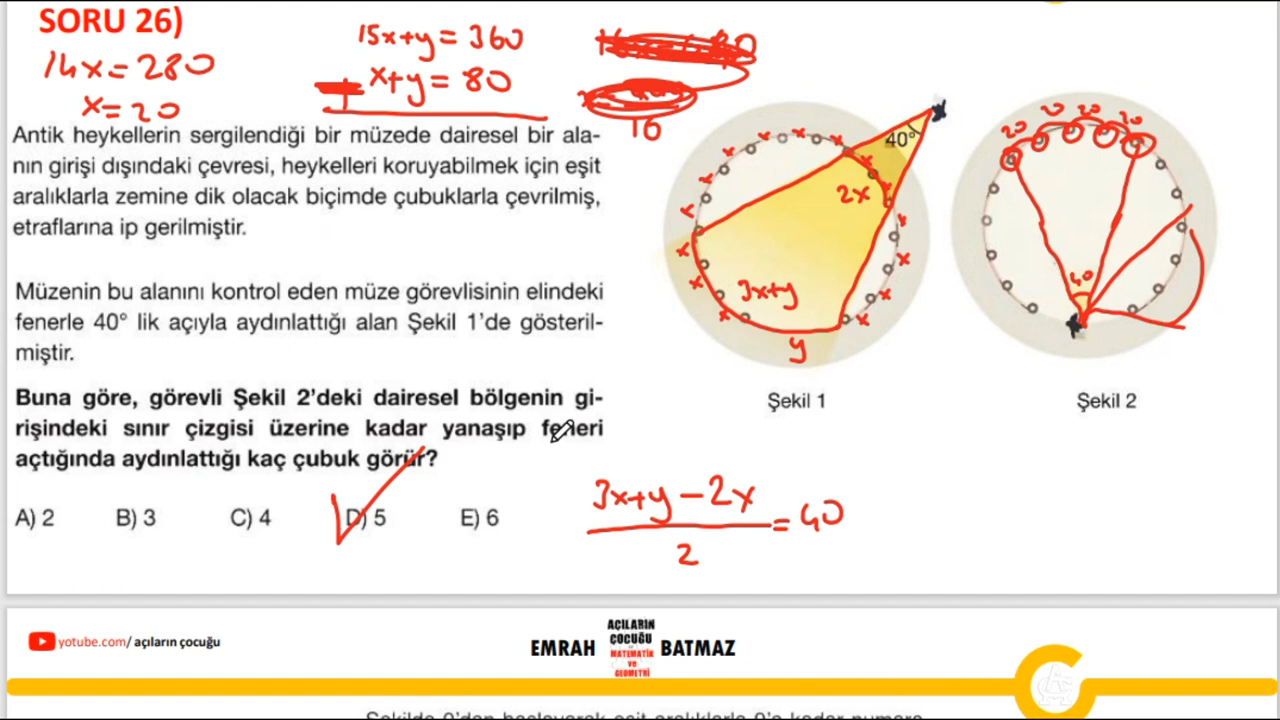 SORU 26)
14x = 280
x = 20
15x+y = 360
x+y = 80
16
Antik heykellerin sergilendiği bir müzede dairesel bir ala-
nın girişi dışındaki çevresi, heykelleri koruyabilmek için eşit
aralıklarla zemine dik olacak biçimde çubuklarla çevrilmiş,
etraflarına ip gerilmiştir.
Müzenin bu alanını kontrol eden müze görevlisinin elindeki
fenerle 40° lik açıyla aydınlattığı alan Şekil 1'de gösteril-
miştir.
Buna göre, görevli Şekil 2'deki dairesel bölgenin gi-
rişindeki sınır çizgisi üzerine kadar yanaşıp feneri
açtığında aydınlattığı kaç çubuk görür?
A) 2 B) 3 C) 4 D) 5 E) 6
x x x x x x x x x x x x x x x
40°
2x
3x+y
y
Şekil 1
20 20 20 20
40
Şekil 2
3x+y-2x
2
= 40
yotube.com/ açıların çocuğu
EMRAH
AÇILARIN
ÇOCUĞU
MATEMATİK
ve
GEOMETRİ
BATMAZ